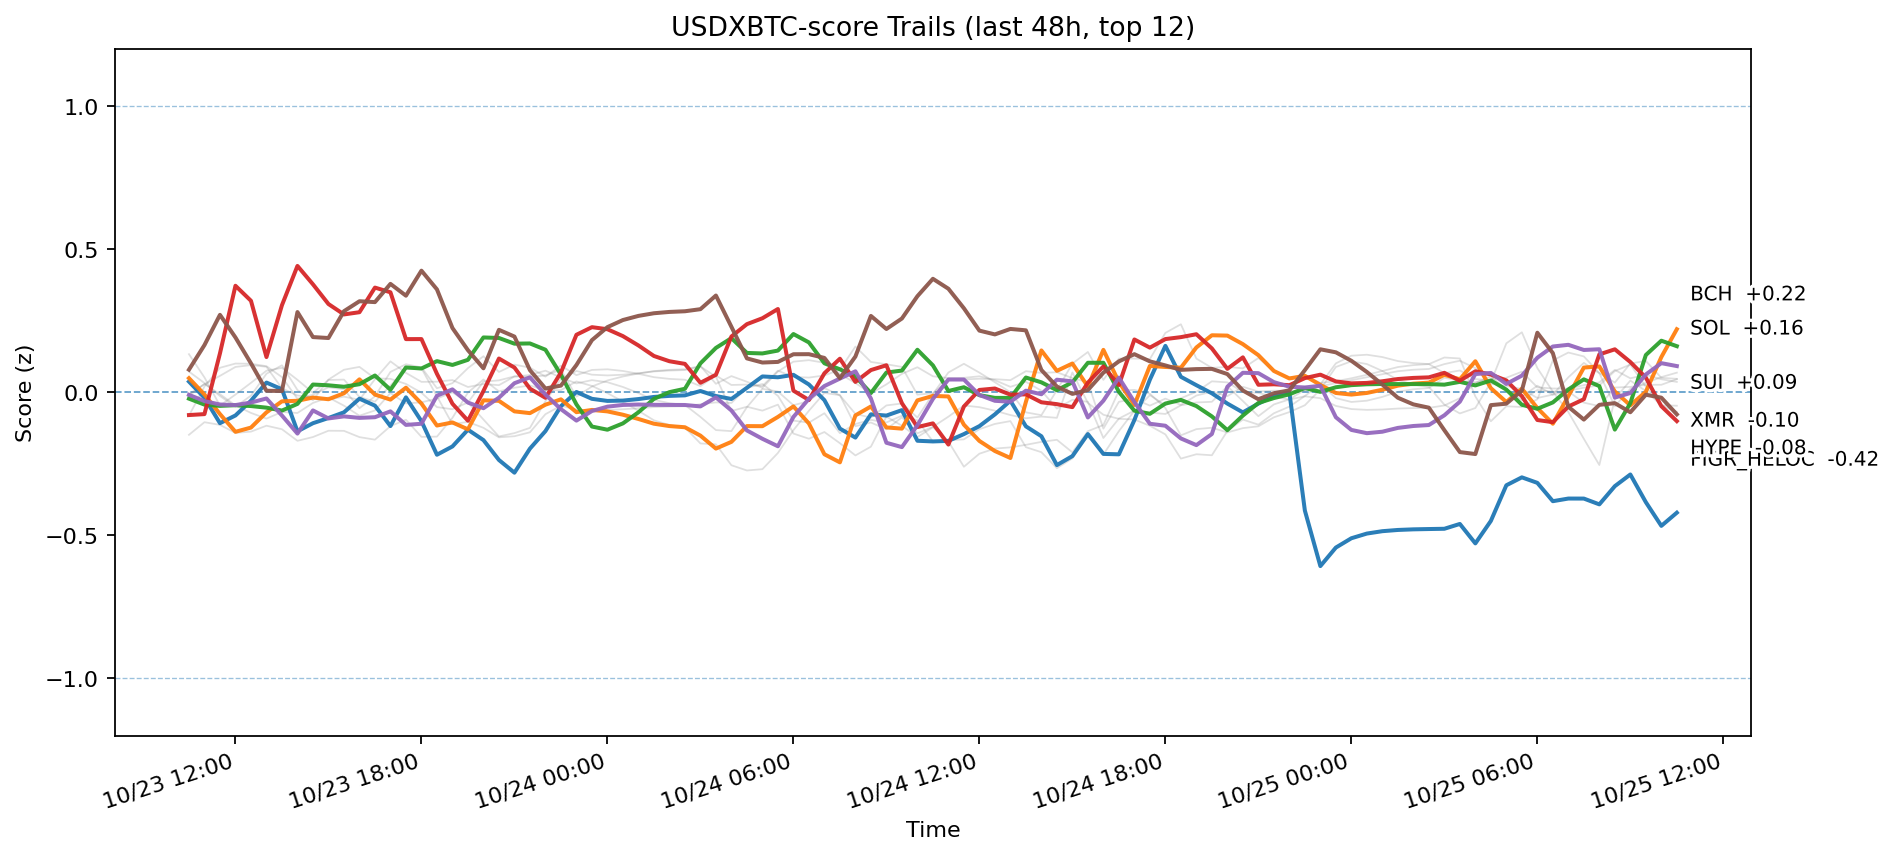 USDXBTC-score Trails (last 48h, top 12)
Score (z)
1.0
0.5
0.0
−0.5
−1.0
BCH +0.22
SOL +0.16
SUI +0.09
XMR -0.10
HYPE -0.08
FIGR_HELOC -0.42
10/23 12:00
10/23 18:00
10/24 00:00
10/24 06:00
10/24 12:00
10/24 18:00
10/25 00:00
10/25 06:00
10/25 12:00
Time